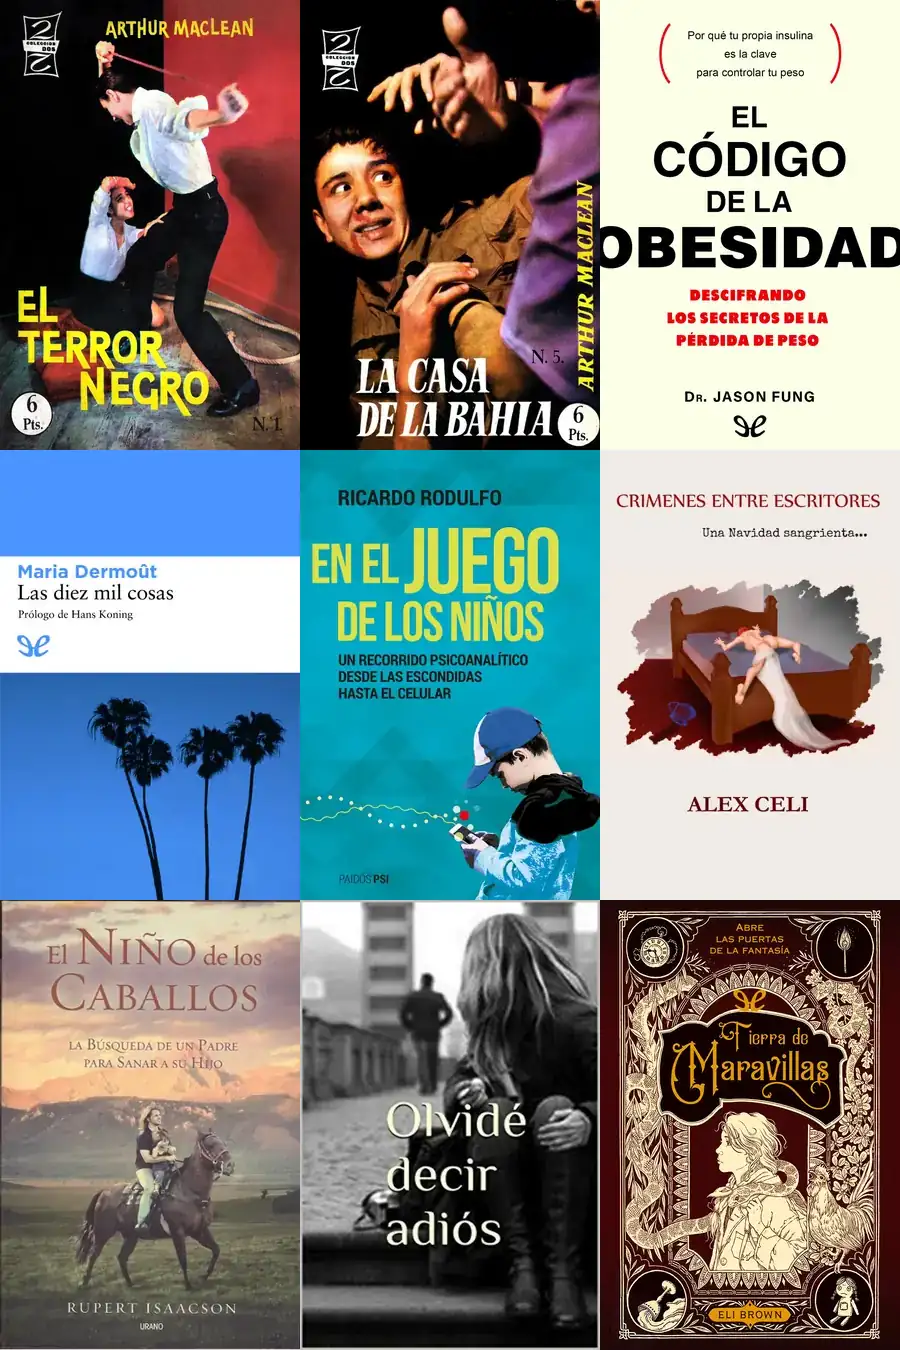 2
COLECCION DOS
2
ARTHUR MACLEAN
EL
TERROR
NEGRO
6
Pts.
N. 1
2
COLECCION DOS
2
ARTHUR MACLEAN
N. 5.
LA CASA
DE LA BAHIA
6
Pts.
Por qué tu propia insulina
es la clave
para controlar tu peso
EL
CÓDIGO
DE LA
OBESIDAD
DESCIFRANDO
LOS SECRETOS DE LA
PÉRDIDA DE PESO
DR. JASON FUNG
Maria Dermoût
Las diez mil cosas
Prólogo de Hans Koning
RICARDO RODULFO
EN EL JUEGO
DE LOS NIÑOS
UN RECORRIDO PSICOANALÍTICO
DESDE LAS ESCONDIDAS
HASTA EL CELULAR
PAIDÓS PSI
CRIMENES ENTRE ESCRITORES
Una Navidad sangrienta...
ALEX CELI
El NIÑO de los
CABALLOS
LA BÚSQUEDA DE UN PADRE
PARA SANAR A SU HIJO
RUPERT ISAACSON
URANO
Olvidé
decir
adiós
ABRE
LAS PUERTAS
DE LA FANTASÍA
Tierra de
Maravillas
ELI BROWN